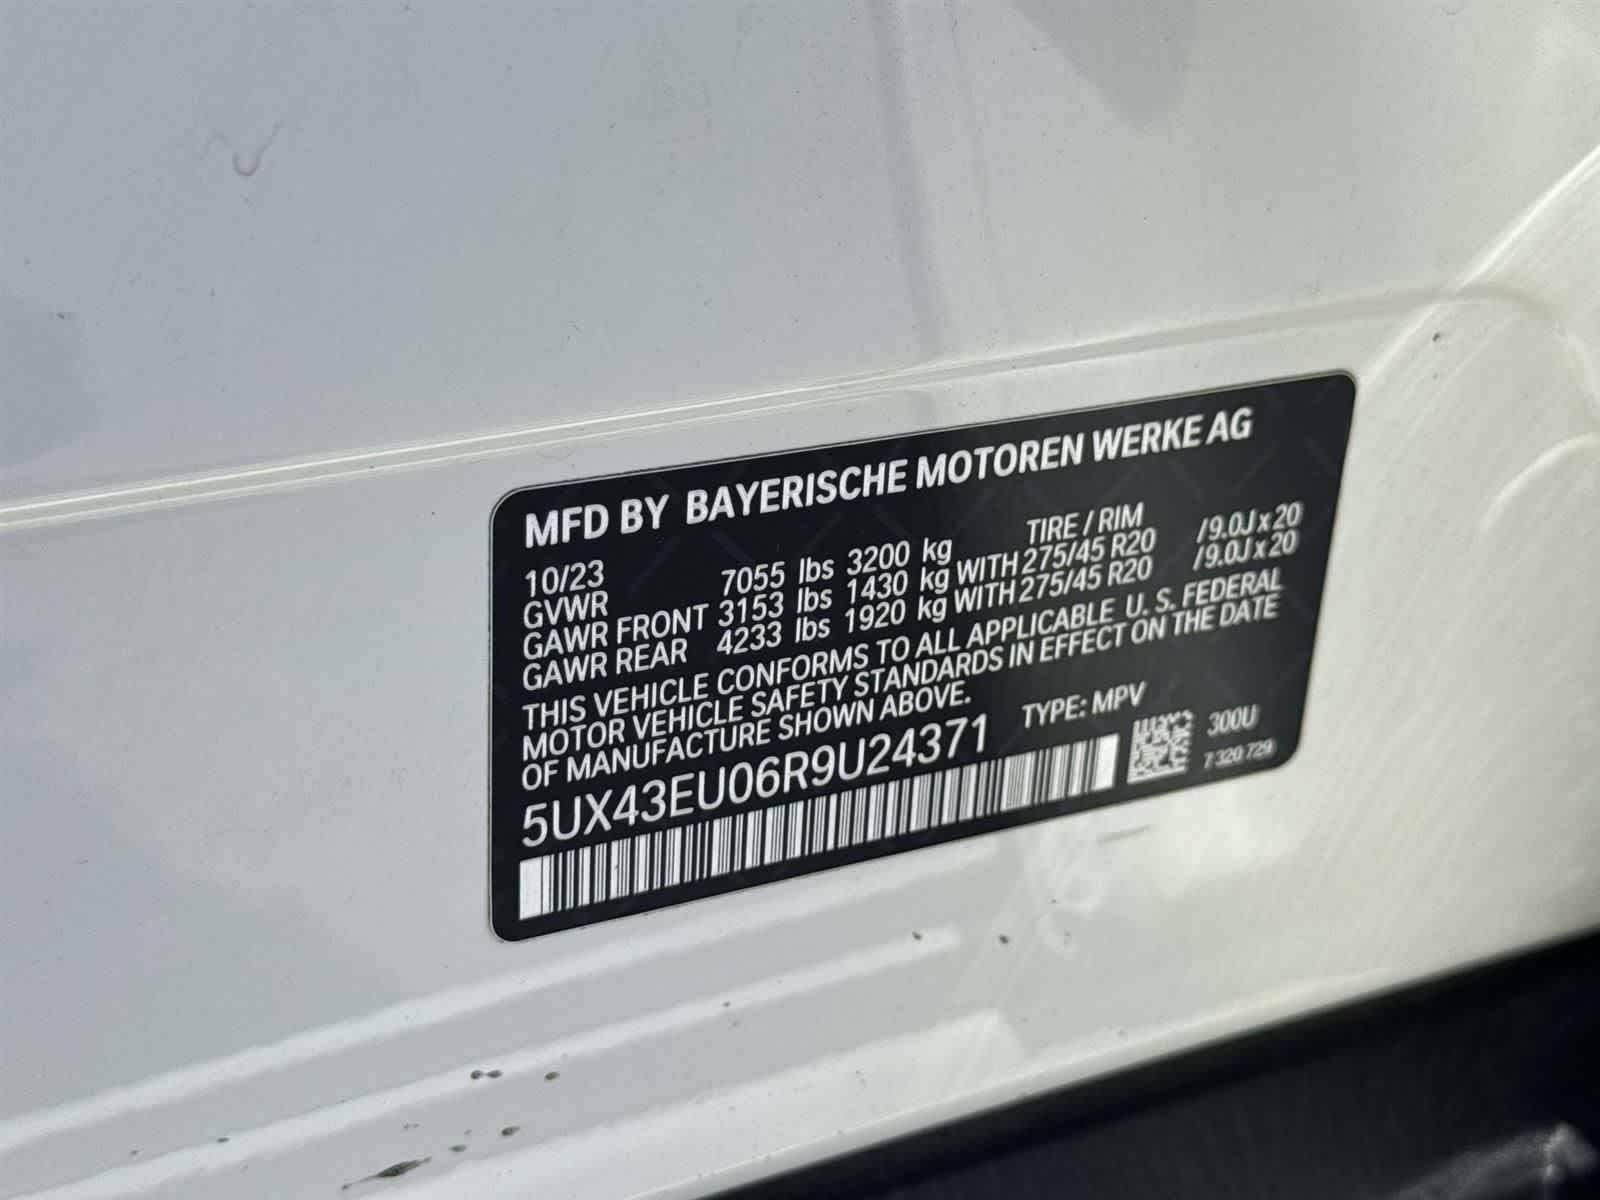 MFD BY BAYERISCHE MOTOREN WERKE AG
10/23 TIRE / RIM
GVWR 7055 lbs 3200 kg
GAWR FRONT 3153 lbs 1430 kg WITH 275/45 R20 /9.0J x 20
GAWR REAR 4233 lbs 1920 kg WITH 275/45 R20 /9.0J x 20
THIS VEHICLE CONFORMS TO ALL APPLICABLE U. S. FEDERAL
MOTOR VEHICLE SAFETY STANDARDS IN EFFECT ON THE DATE
OF MANUFACTURE SHOWN ABOVE.
TYPE: MPV
5UX43EU06R9U24371
300U
7 320 729